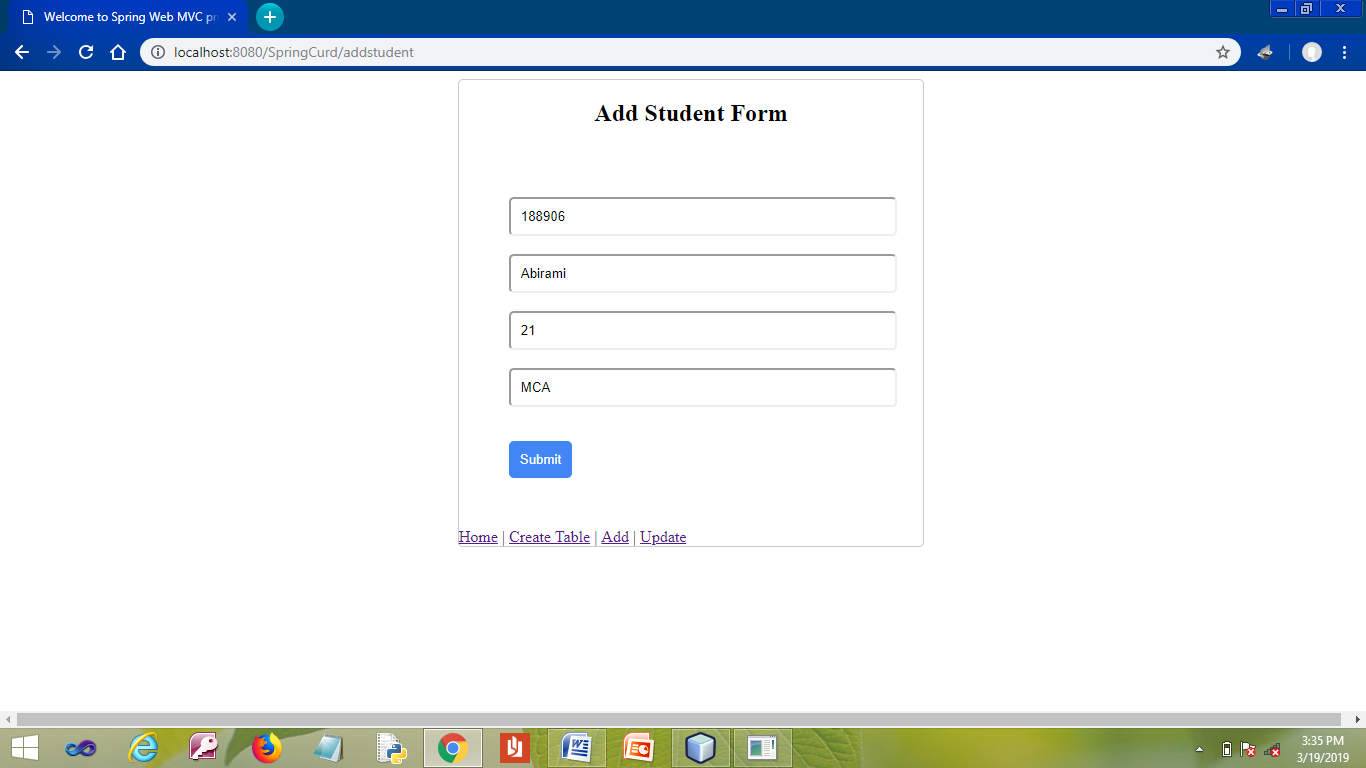 Welcome to Spring Web MVC pr
localhost:8080/SpringCurd/addstudent
Add Student Form
188906
Abirami
21
MCA
Submit
Home | Create Table | Add | Update
3:35 PM
3/19/2019